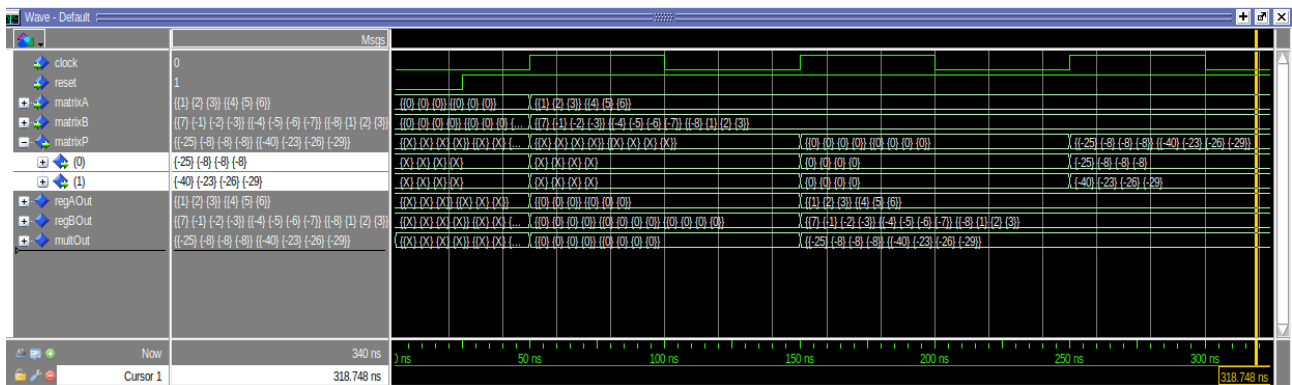 Wave - Default
Msgs
clock 0
reset 1
matrixA {{1} {2} {3}} {{4} {5} {6}} {{0} {0} {0}} {{0} {0} {0}} {{1} {2} {3}} {{4} {5} {6}}
matrixB {{7} {-1} {-2} {-3}} {{-4} {-5} {-6} {-7}} {{-8} {1} {2} {3}} {{0} {0} {0} {0}} {{0} {0} {0} {... {{7} {-1} {-2} {-3}} {{-4} {-5} {-6} {-7}} {{-8} {1} {2} {3}}
matrixP {{-25} {-8} {-8} {-8}} {{-40} {-23} {-26} {-29}} {{X} {X} {X} {X}} {{X} {X} {... {{X} {X} {X} {X}} {{X} {X} {X} {X}} {{0} {0} {0} {0}} {{0} {0} {0} {0}} {{-25} {-8} {-8} {-8}} {{-40} {-23} {-26} {-29}}
(0) {-25} {-8} {-8} {-8} {X} {X} {X} {X} {X} {X} {X} {X} {0} {0} {0} {0} {-25} {-8} {-8} {-8}
(1) {-40} {-23} {-26} {-29} {X} {X} {X} {X} {X} {X} {X} {X} {0} {0} {0} {0} {-40} {-23} {-26} {-29}
regAOut {{1} {2} {3}} {{4} {5} {6}} {{X} {X} {X}} {{X} {X} {X}} {{0} {0} {0}} {{0} {0} {0}} {{1} {2} {3}} {{4} {5} {6}}
regBOut {{7} {-1} {-2} {-3}} {{-4} {-5} {-6} {-7}} {{-8} {1} {2} {3}} {{X} {X} {X} {X}} {{X} {X} {... {{0} {0} {0} {0}} {{0} {0} {0} {0}} {{0} {0} {0} {0}} {{7} {-1} {-2} {-3}} {{-4} {-5} {-6} {-7}} {{-8} {1} {2} {3}}
multOut {{-25} {-8} {-8} {-8}} {{-40} {-23} {-26} {-29}} {{X} {X} {X} {X}} {{X} {X} {... {{0} {0} {0} {0}} {{0} {0} {0} {0}} {{-25} {-8} {-8} {-8}} {{-40} {-23} {-26} {-29}}
Now 340 ns ns 50 ns 100 ns 150 ns 200 ns 250 ns 300 ns
Cursor 1 318.748 ns 318.748 ns